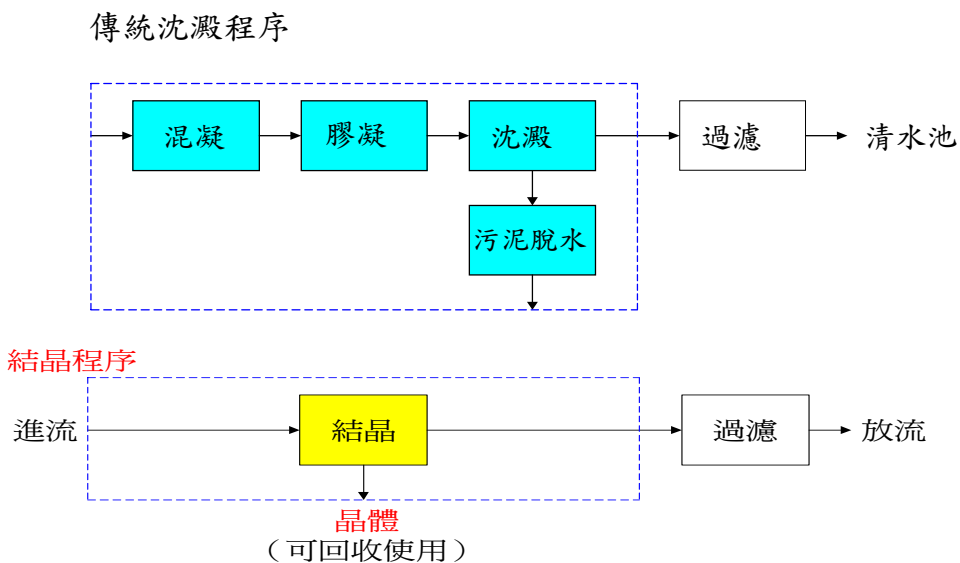 傳統沈澱程序
混凝
膠凝
沈澱
過濾
清水池
污泥脫水
結晶程序
進流
結晶
過濾
放流
晶體
（可回收使用）